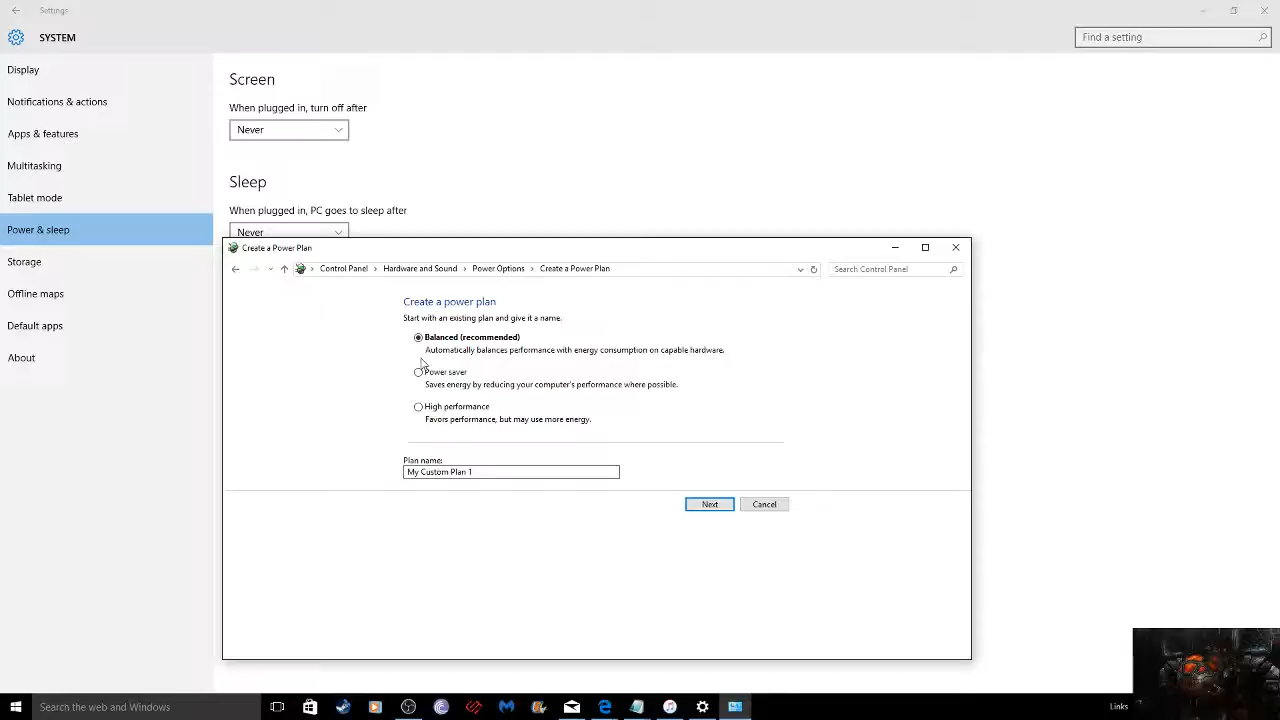 Settings
SYSTEM
Find a setting
Display
Notifications & actions
Apps & features
Multitasking
Tablet mode
Power & sleep
Storage
Offline maps
Default apps
About
Screen
When plugged in, turn off after
Never
Sleep
When plugged in, PC goes to sleep after
Never
Create a Power Plan
Control Panel > Hardware and Sound > Power Options > Create a Power Plan
Search Control Panel
Create a power plan
Start with an existing plan and give it a name.
Balanced (recommended)
Automatically balances performance with energy consumption on capable hardware.
Power saver
Saves energy by reducing your computer's performance where possible.
High performance
Favors performance, but may use more energy.
Plan name:
My Custom Plan 1
Next
Cancel
Search the web and Windows
Links